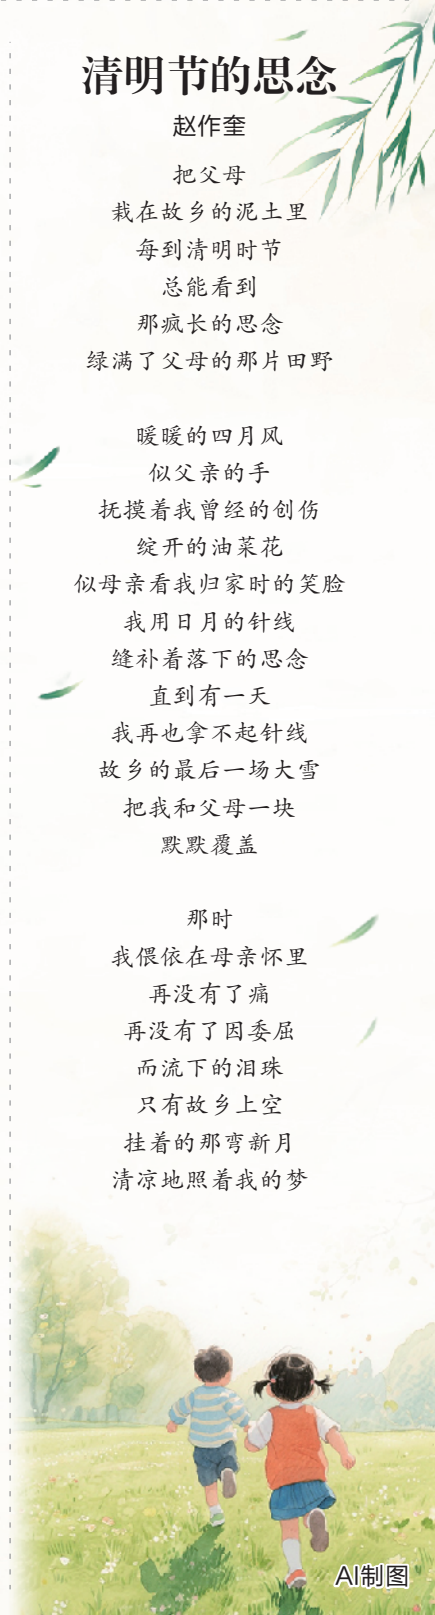 清明节的思念
赵作奎
把父母
栽在故乡的泥土里
每到清明时节
总能看到
那疯长的思念
绿满了父母的那片田野
暖暖的四月风
似父亲的手
抚摸着我曾经的创伤
绽开的油菜花
似母亲看我归家时的笑脸
我用日月的针线
缝补着落下的思念
直到有一天
我再也拿不起针线
故乡的最后一场大雪
把我和父母一块
默默覆盖
那时
我偎依在母亲怀里
再没有了痛
再没有了因委屈
而流下的泪珠
只有故乡上空
挂着的那弯新月
清凉地照着我的梦
AI制图